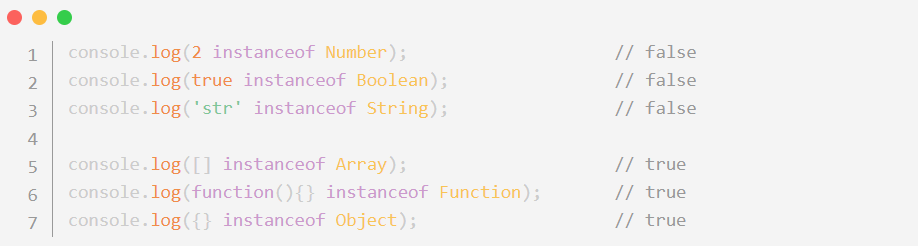 1 console.log(2 instanceof Number); // false
2 console.log(true instanceof Boolean); // false
3 console.log('str' instanceof String); // false
4
5 console.log([] instanceof Array); // true
6 console.log(function(){} instanceof Function); // true
7 console.log({} instanceof Object); // true